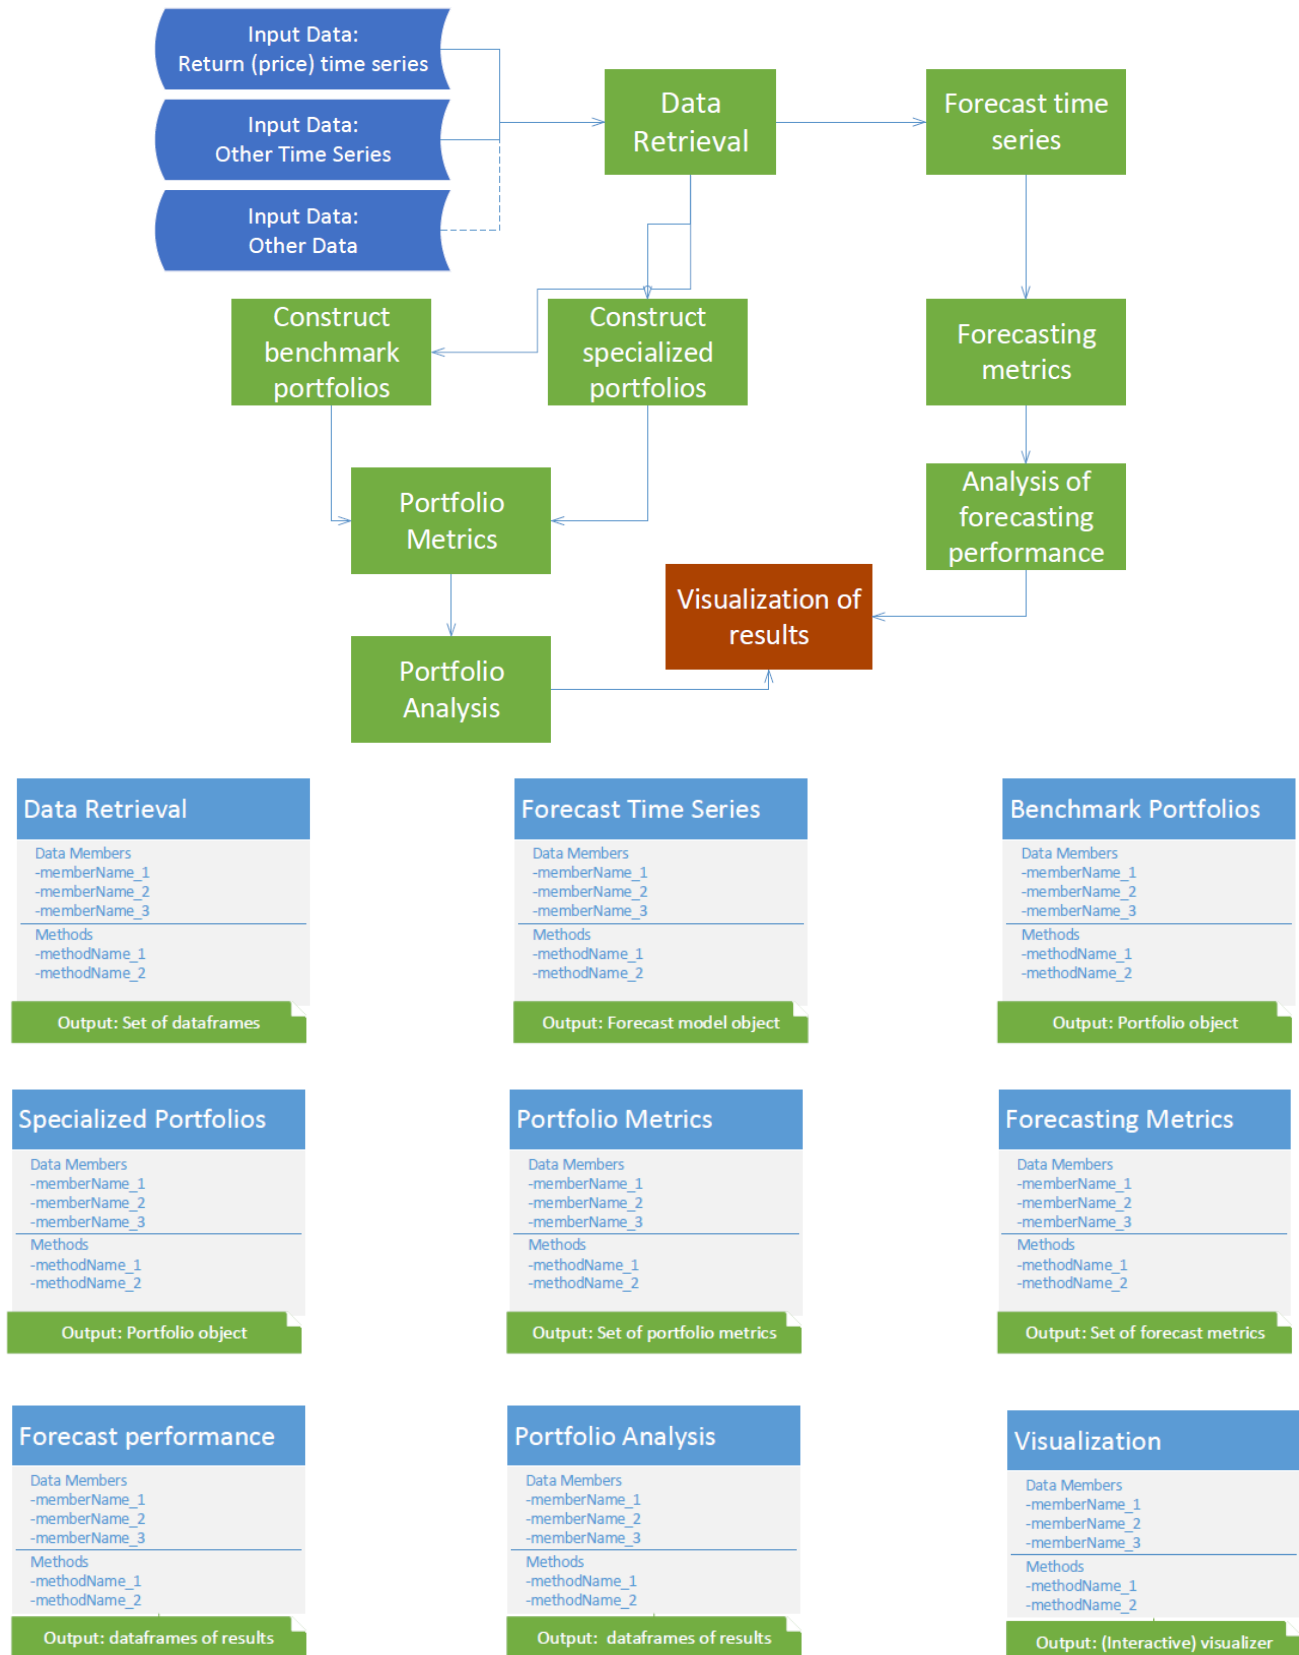 Input Data:
Return (price) time series
Input Data:
Other Time Series
Input Data:
Other Data
Data
Retrieval
Forecast time
series
Construct
benchmark
portfolios
Construct
specialized
portfolios
Forecasting
metrics
Portfolio
Metrics
Analysis of
forecasting
performance
Visualization of
results
Portfolio
Analysis
Data Retrieval
Data Members
-memberName_1
-memberName_2
-memberName_3
Methods
-methodName_1
-methodName_2
Output: Set of dataframes
Forecast Time Series
Data Members
-memberName_1
-memberName_2
-memberName_3
Methods
-methodName_1
-methodName_2
Output: Forecast model object
Benchmark Portfolios
Data Members
-memberName_1
-memberName_2
-memberName_3
Methods
-methodName_1
-methodName_2
Output: Portfolio object
Specialized Portfolios
Data Members
-memberName_1
-memberName_2
-memberName_3
Methods
-methodName_1
-methodName_2
Output: Portfolio object
Portfolio Metrics
Data Members
-memberName_1
-memberName_2
-memberName_3
Methods
-methodName_1
-methodName_2
Output: Set of portfolio metrics
Forecasting Metrics
Data Members
-memberName_1
-memberName_2
-memberName_3
Methods
-methodName_1
-methodName_2
Output: Set of forecast metrics
Forecast performance
Data Members
-memberName_1
-memberName_2
-memberName_3
Methods
-methodName_1
-methodName_2
Output: dataframes of results
Portfolio Analysis
Data Members
-memberName_1
-memberName_2
-memberName_3
Methods
-methodName_1
-methodName_2
Output: dataframes of results
Visualization
Data Members
-memberName_1
-memberName_2
-memberName_3
Methods
-methodName_1
-methodName_2
Output: (Interactive) visualizer